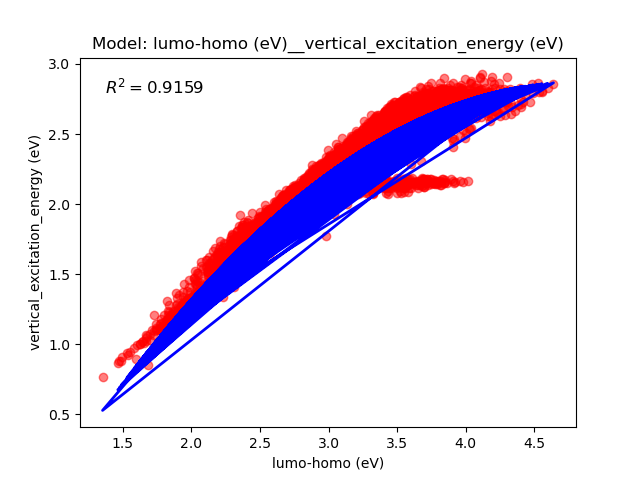 Model: lumo-homo (eV)__vertical_excitation_energy (eV)
R² = 0.9159
vertical_excitation_energy (eV)
3.0
2.5
2.0
1.5
1.0
0.5
1.5 2.0 2.5 3.0 3.5 4.0 4.5
lumo-homo (eV)